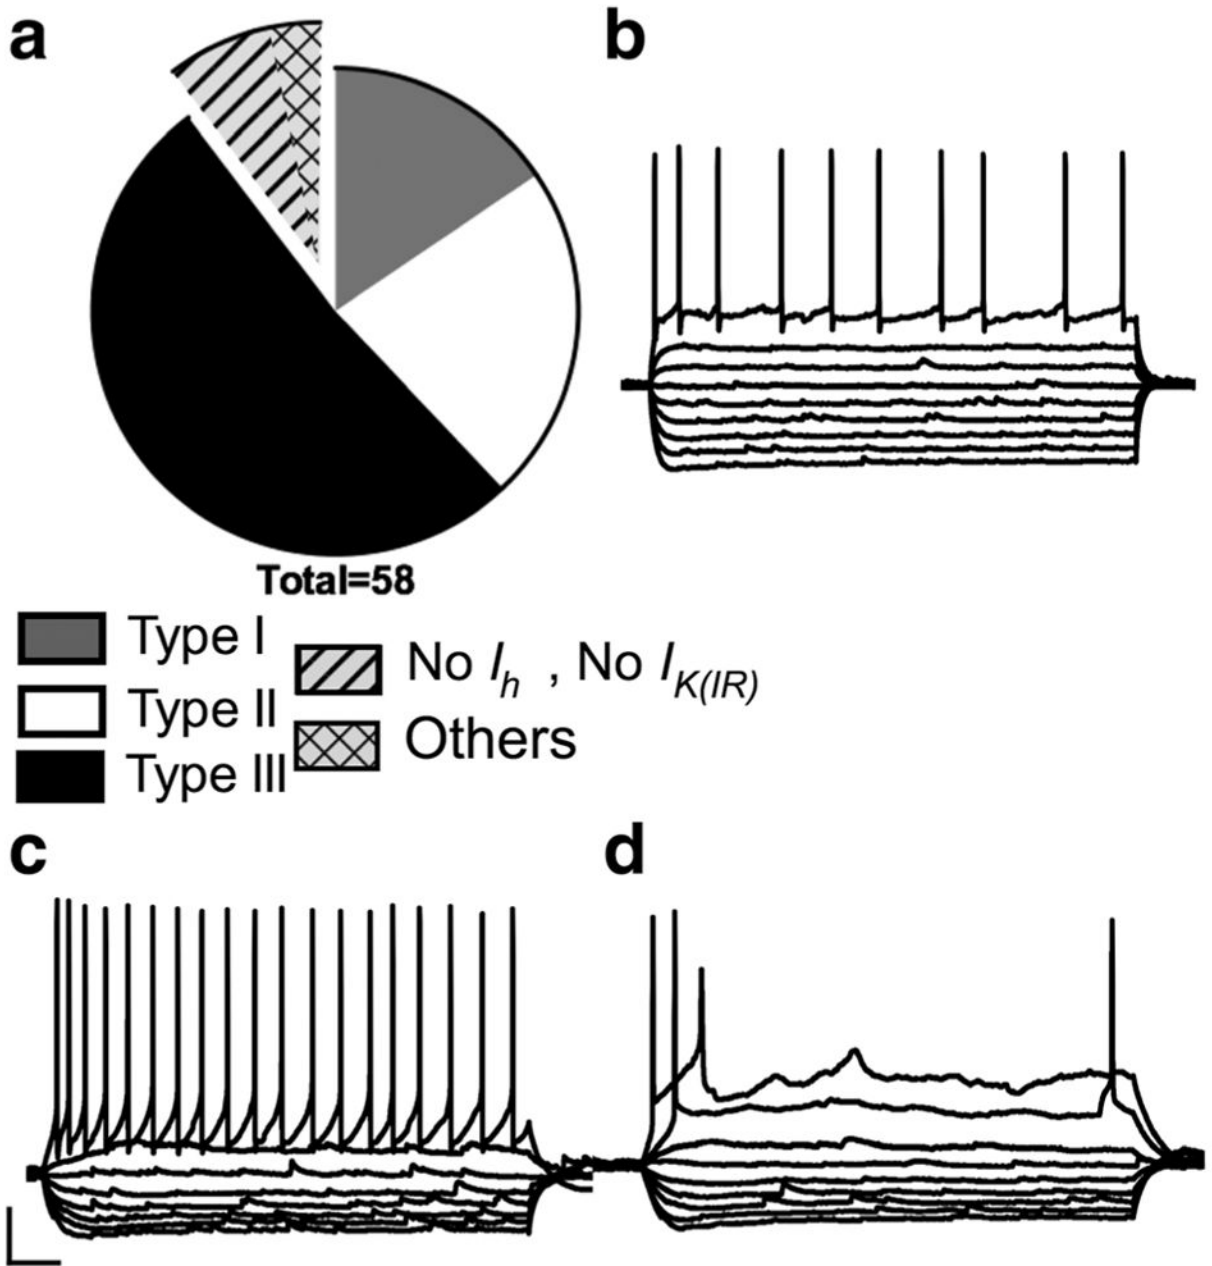 a
b
Total=58
Type I
Type II
Type III
No Ih , No IK(IR)
Others
c
d